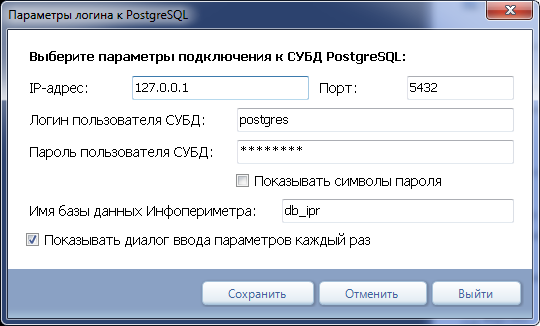 Параметры логина к PostgreSQL
Выберите параметры подключения к СУБД PostgreSQL:
IP-адрес: 127.0.0.1 Порт: 5432
Логин пользователя СУБД: postgres
Пароль пользователя СУБД: ********
Показывать символы пароля
Имя базы данных Инфопериметра: db_ipr
Показывать диалог ввода параметров каждый раз
Сохранить Отменить Выйти